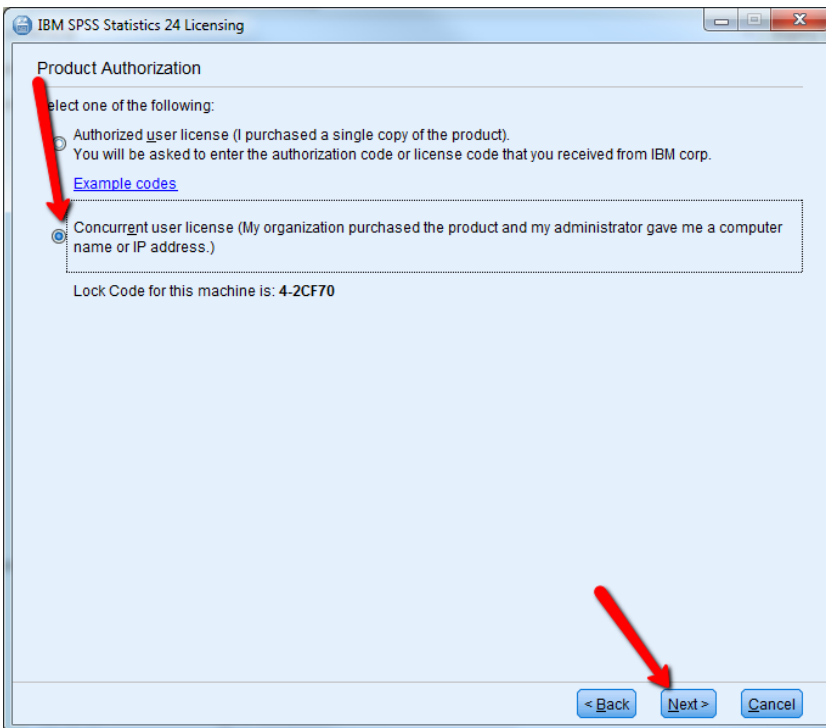 IBM SPSS Statistics 24 Licensing
Product Authorization
elect one of the following:
Authorized user license (I purchased a single copy of the product).
You will be asked to enter the authorization code or license code that you received from IBM corp.
Example codes
Concurrent user license (My organization purchased the product and my administrator gave me a computer
name or IP address.)
Lock Code for this machine is: 4-2CF70
< Back Next > Cancel